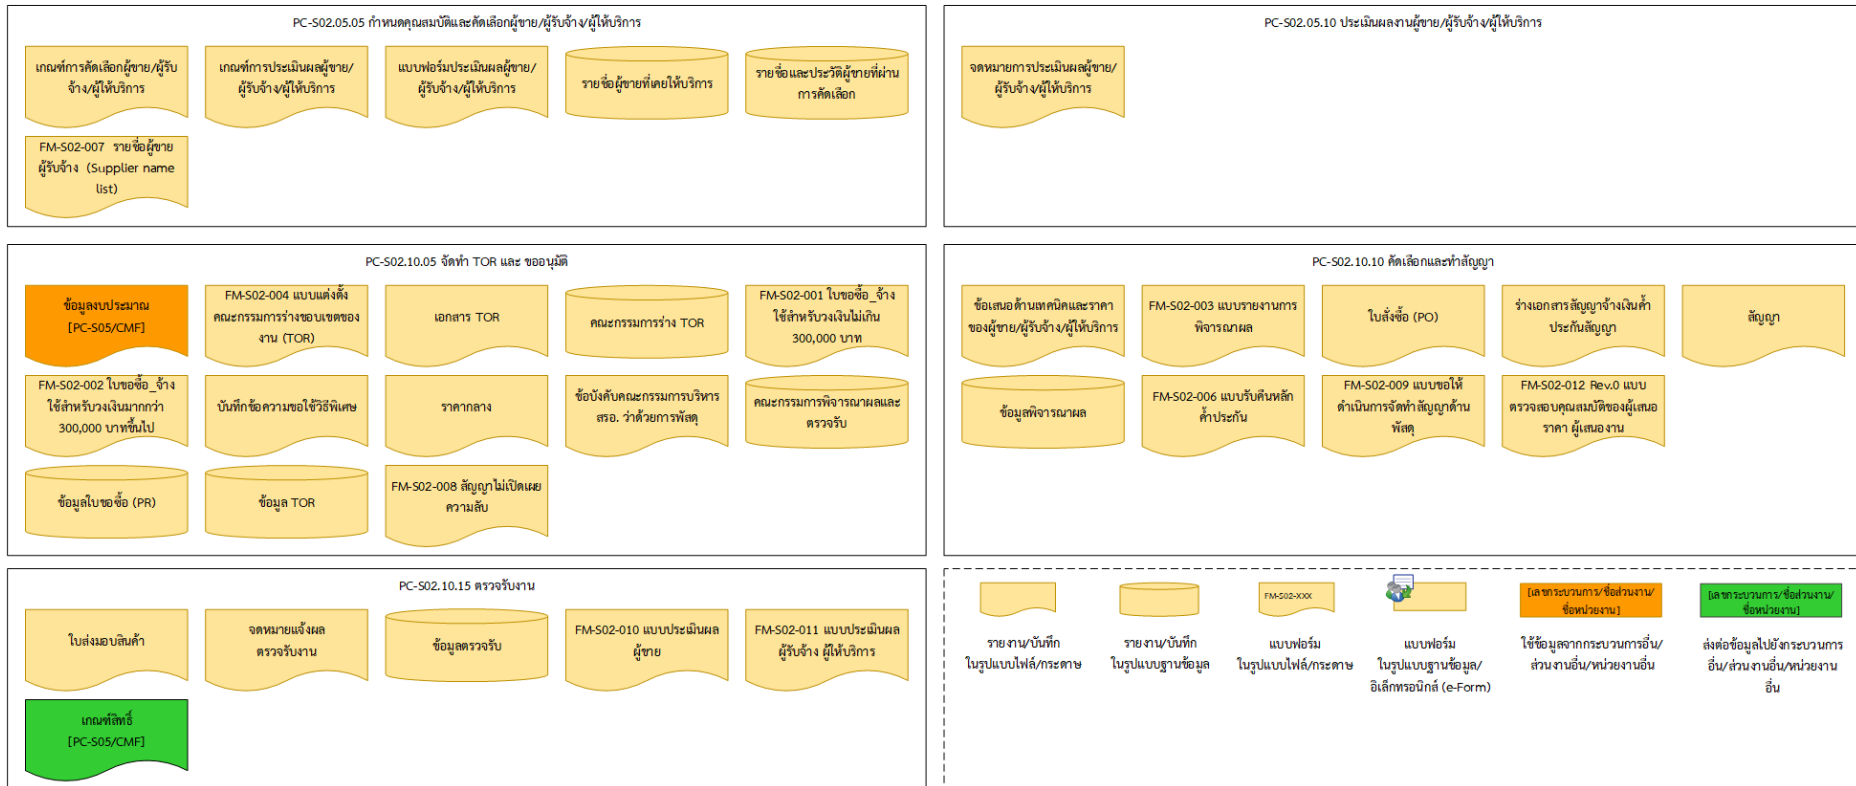 PC-S02.05.05 กำหนดคุณสมบัติและคัดเลือกผู้ขาย/ผู้รับจ้าง/ผู้ให้บริการ
เกณฑ์การคัดเลือกผู้ขาย/ผู้รับ
จ้าง/ผู้ให้บริการ
เกณฑ์การประเมินผลผู้ขาย/
ผู้รับจ้าง/ผู้ให้บริการ
แบบฟอร์มประเมินผลผู้ขาย/
ผู้รับจ้าง/ผู้ให้บริการ
รายชื่อผู้ขายที่เคยให้บริการ
รายชื่อและประวัติผู้ขายที่ผ่าน
การคัดเลือก
FM-S02-007 รายชื่อผู้ขาย
ผู้รับจ้าง (Supplier name
list)
PC-S02.05.10 ประเมินผลงานผู้ขาย/ผู้รับจ้าง/ผู้ให้บริการ
จดหมายการประเมินผลผู้ขาย/
ผู้รับจ้าง/ผู้ให้บริการ
PC-S02.10.05 จัดทำ TOR และ ขออนุมัติ
ข้อมูลงบประมาณ
[PC-S05/CMF]
FM-S02-004 แบบแต่งตั้ง
คณะกรรมการร่างขอบเขตของ
งาน (TOR)
เอกสาร TOR
คณะกรรมการร่าง TOR
FM-S02-001 ใบขอซื้อ_จ้าง
ใช้สำหรับวงเงินไม่เกิน
300,000 บาท
FM-S02-002 ใบขอซื้อ_จ้าง
ใช้สำหรับวงเงินมากกว่า
300,000 บาทขึ้นไป
บันทึกข้อความขอใช้วิธีพิเศษ
ราคากลาง
ข้อบังคับคณะกรรมการบริหาร
สรอ. ว่าด้วยการพัสดุ
คณะกรรมการพิจารณาผลและ
ตรวจรับ
ข้อมูลใบขอซื้อ (PR)
ข้อมูล TOR
FM-S02-008 สัญญาไม่เปิดเผย
ความลับ
PC-S02.10.10 คัดเลือกและทำสัญญา
ข้อเสนอด้านเทคนิคและราคา
ของผู้ขาย/ผู้รับจ้าง/ผู้ให้บริการ
FM-S02-003 แบบรายงานการ
พิจารณาผล
ใบสั่งซื้อ (PO)
ร่างเอกสารสัญญาจ้างเงินค้ำ
ประกันสัญญา
สัญญา
ข้อมูลพิจารณาผล
FM-S02-006 แบบรับคืนหลัก
ค้ำประกัน
FM-S02-009 แบบขอให้
ดำเนินการจัดทำสัญญาด้าน
พัสดุ
FM-S02-012 Rev.0 แบบ
ตรวจสอบคุณสมบัติของผู้เสนอ
ราคา ผู้เสนองาน
PC-S02.10.15 ตรวจรับงาน
ใบส่งมอบสินค้า
จดหมายแจ้งผล
ตรวจรับงาน
ข้อมูลตรวจรับ
FM-S02-010 แบบประเมินผล
ผู้ขาย
FM-S02-011 แบบประเมินผล
ผู้รับจ้าง ผู้ให้บริการ
เกณฑ์สิทธิ์
[PC-S05/CMF]
รายงาน/บันทึก
ในรูปแบบไฟล์/กระดาษ
รายงาน/บันทึก
ในรูปแบบฐานข้อมูล
FM-S02-XXX
แบบฟอร์ม
ในรูปแบบไฟล์/กระดาษ
แบบฟอร์ม
ในรูปแบบฐานข้อมูล/
อิเล็กทรอนิกส์ (e-Form)
[เลขกระบวนการ/ชื่อส่วนงาน/
ชื่อหน่วยงาน]
ใช้ข้อมูลจากกระบวนการอื่น/
ส่วนงานอื่น/หน่วยงานอื่น
[เลขกระบวนการ/ชื่อส่วนงาน/
ชื่อหน่วยงาน]
ส่งต่อข้อมูลไปยังกระบวนการ
อื่น/ส่วนงานอื่น/หน่วยงาน
อื่น